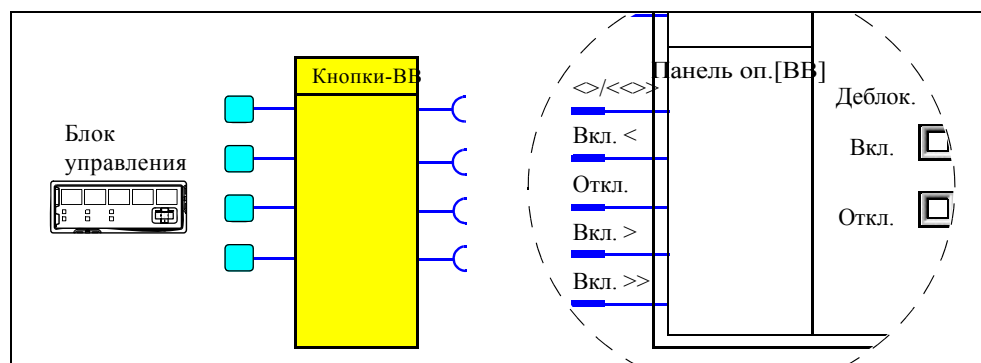 Блок
управления
Кнопки-ВВ
Панель оп.[ВВ]
<>/<<>>
Вкл. <
Откл.
Вкл. >
Вкл. >>
Деблок.
Вкл.
Откл.